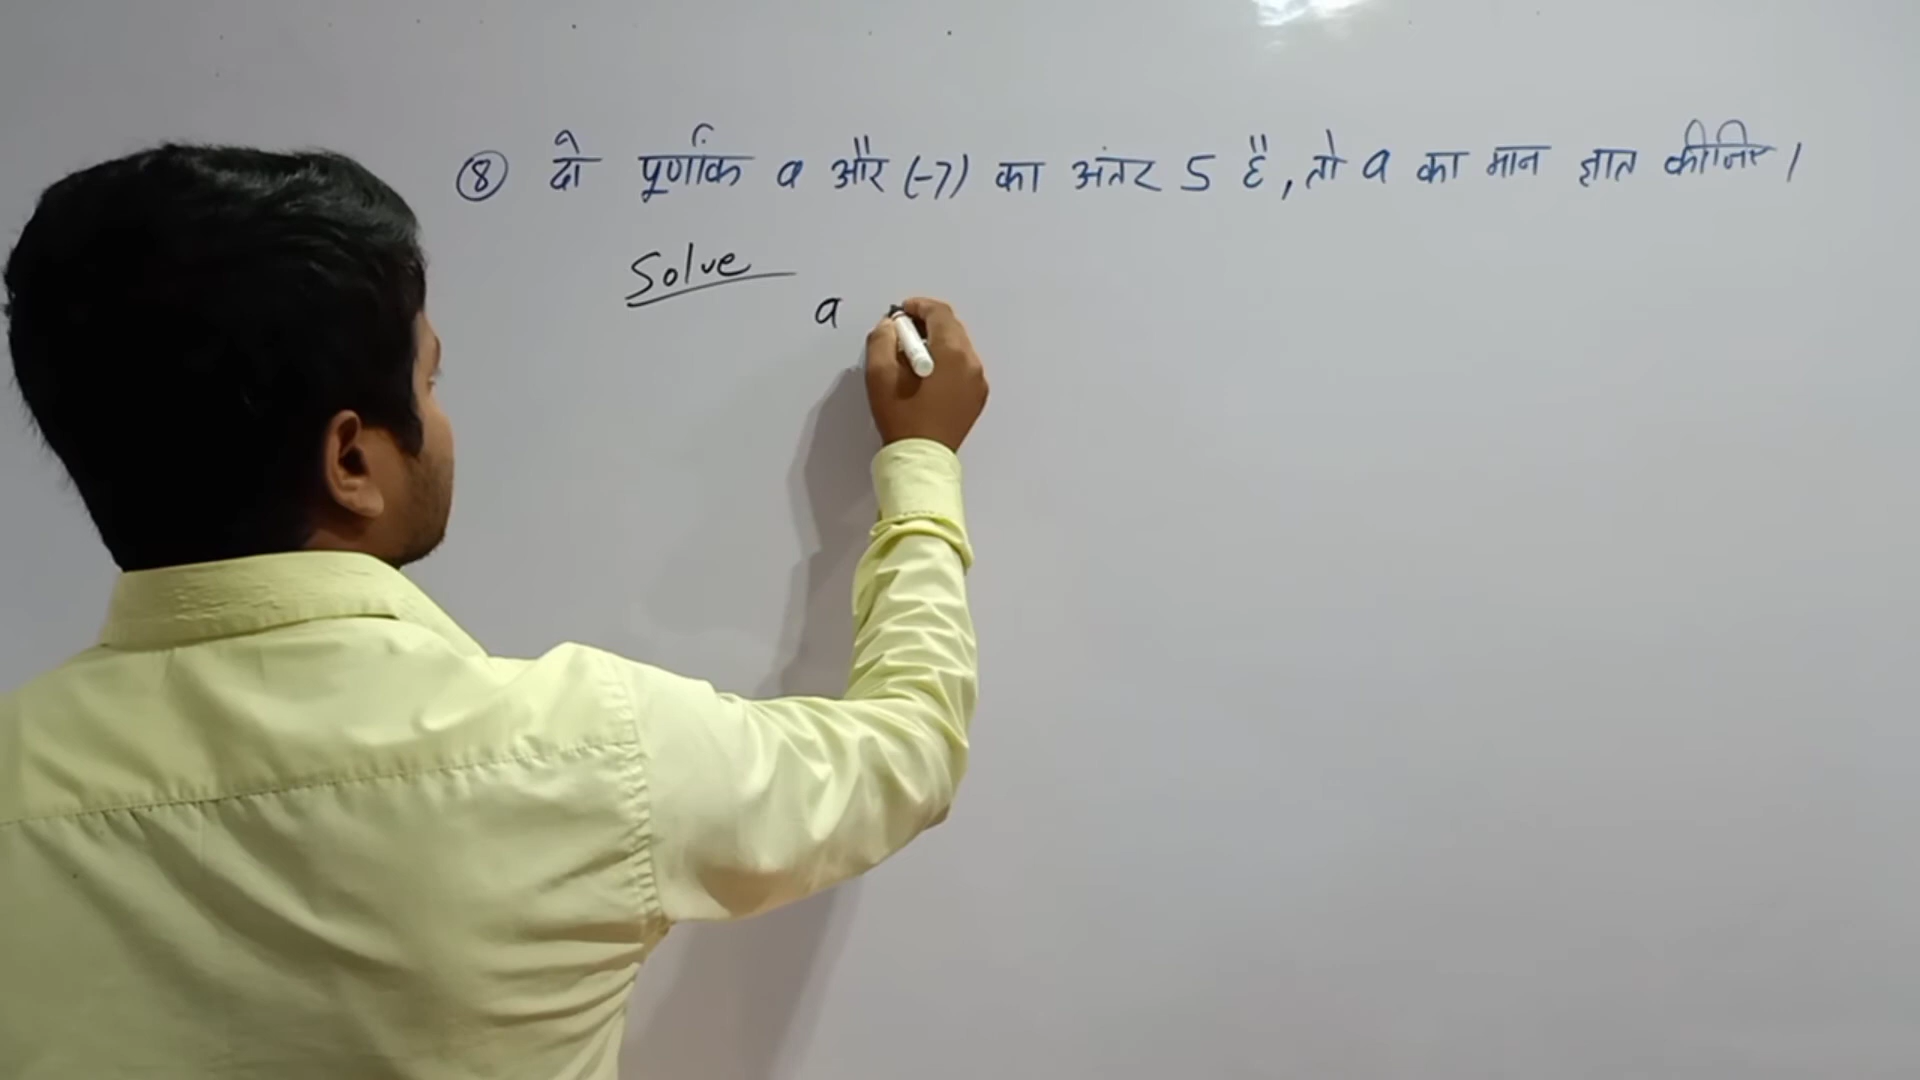 ⑧ दो पूर्णांक a और (-7) का अंतर 5 है, तो a का मान ज्ञात कीजिए।
Solve
a